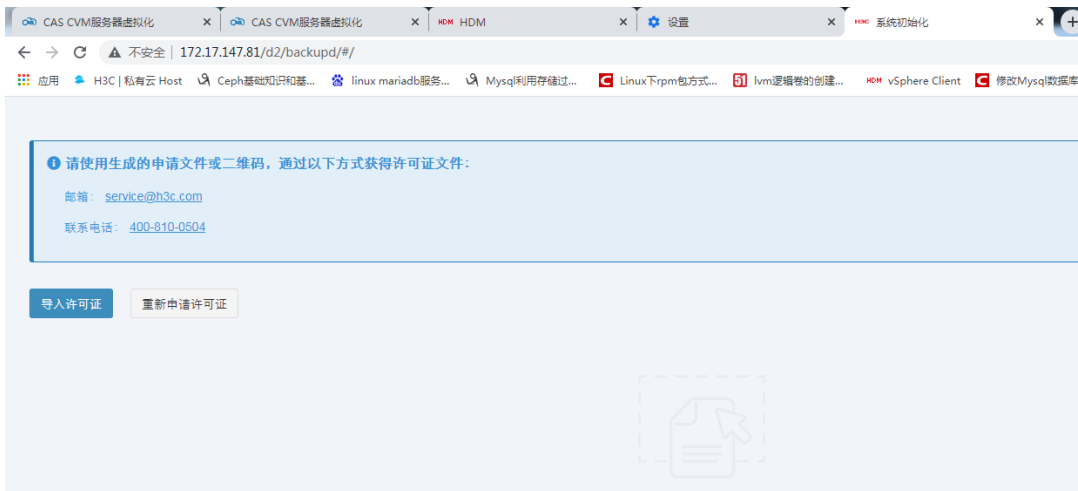 CAS CVM服务器虚拟化 CAS CVM服务器虚拟化 HDM HDM 设置 H3C 系统初始化
不安全 | 172.17.147.81/d2/backupd/#/
应用 H3C | 私有云 Host Ceph基础知识和基... linux mariadb服务... Mysql利用存储过... Linux下rpm包方式... 51 lvm逻辑卷的创建... HDM vSphere Client 修改Mysql数据库
请使用生成的申请文件或二维码，通过以下方式获得许可证文件：
邮箱： service@h3c.com
联系电话： 400-810-0504
导入许可证 重新申请许可证